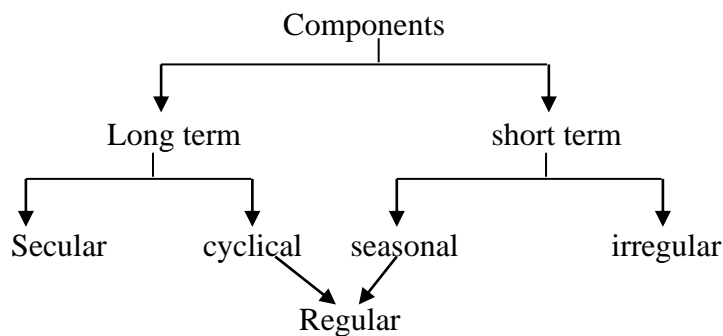 Components
Long term short term
Secular cyclical seasonal irregular
Regular